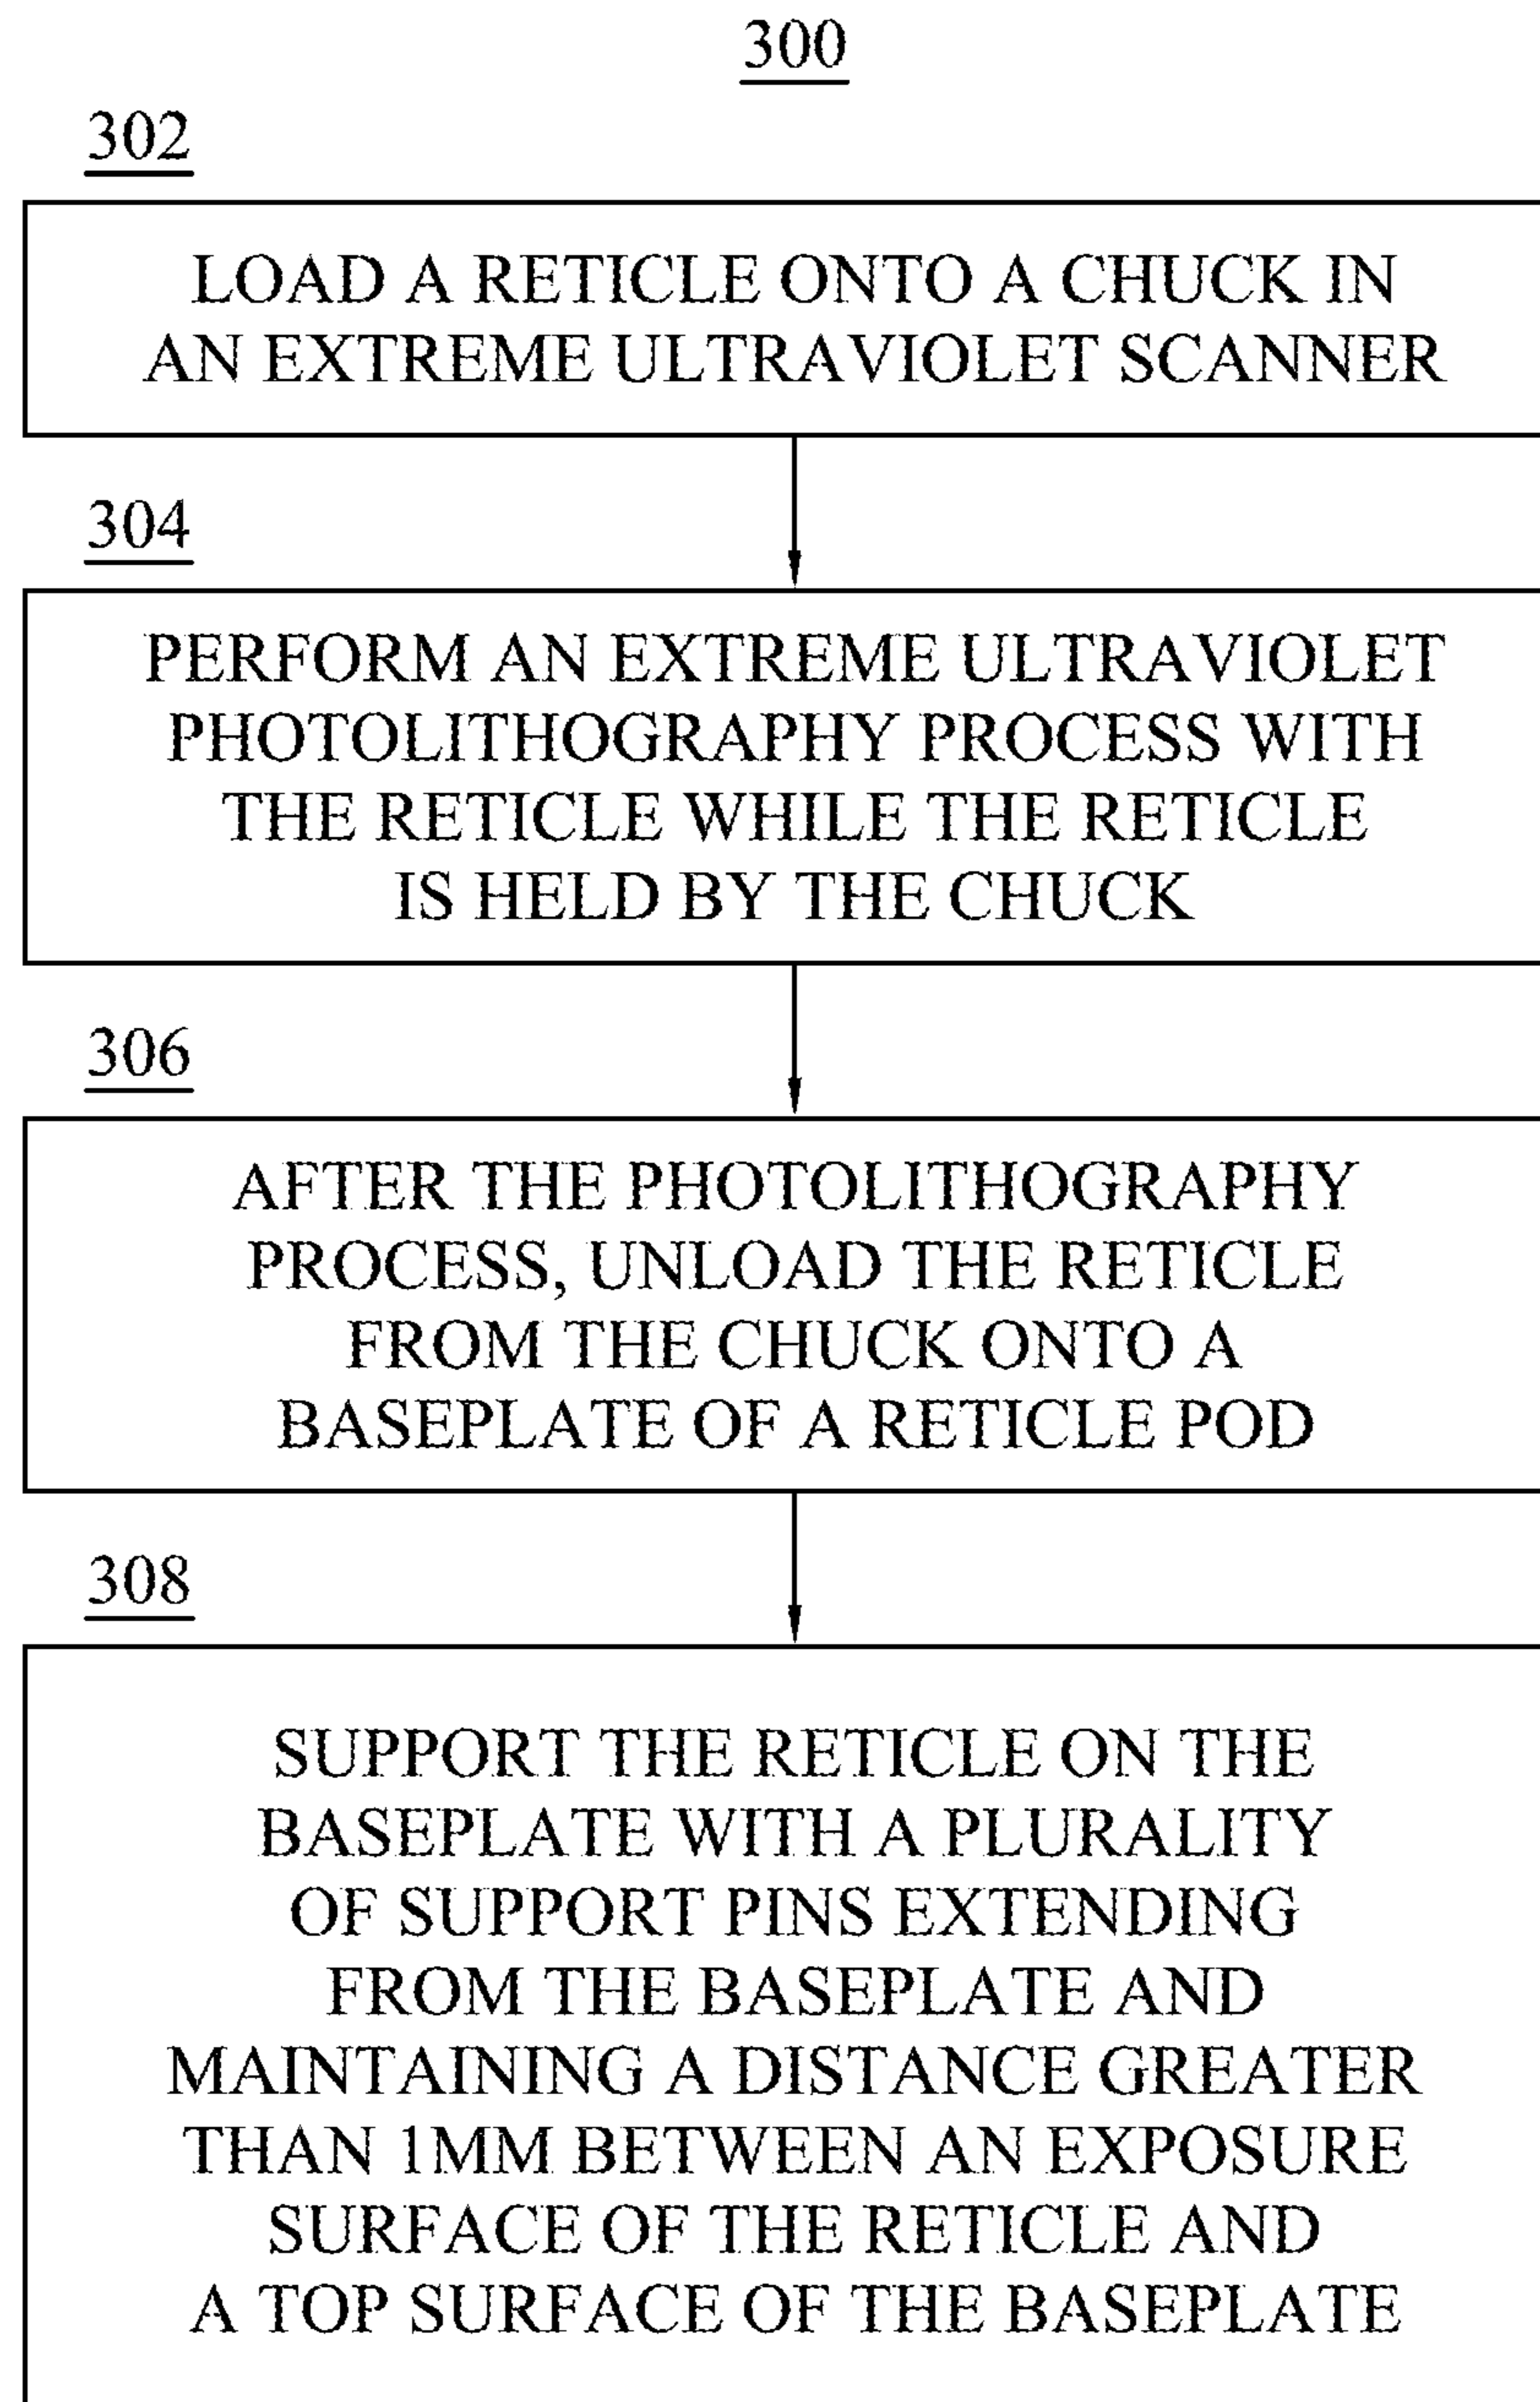 300
302
LOAD A RETICLE ONTO A CHUCK IN
AN EXTREME ULTRAVIOLET SCANNER
304
PERFORM AN EXTREME ULTRAVIOLET
PHOTOLITHOGRAPHY PROCESS WITH
THE RETICLE WHILE THE RETICLE
IS HELD BY THE CHUCK
306
AFTER THE PHOTOLITHOGRAPHY
PROCESS, UNLOAD THE RETICLE
FROM THE CHUCK ONTO A
BASEPLATE OF A RETICLE POD
308
SUPPORT THE RETICLE ON THE
BASEPLATE WITH A PLURALITY
OF SUPPORT PINS EXTENDING
FROM THE BASEPLATE AND
MAINTAINING A DISTANCE GREATER
THAN 1MM BETWEEN AN EXPOSURE
SURFACE OF THE RETICLE AND
A TOP SURFACE OF THE BASEPLATE